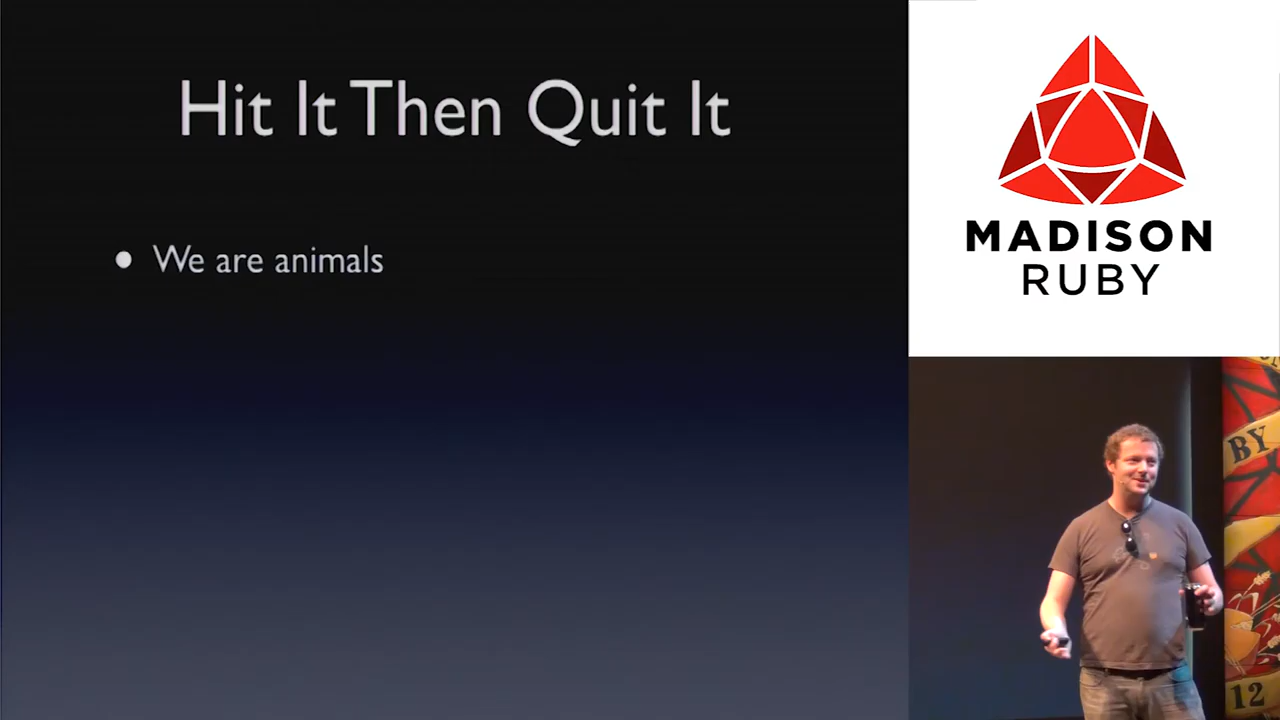 Hit It Then Quit It
• We are animals
MADISON
RUBY
BY
12